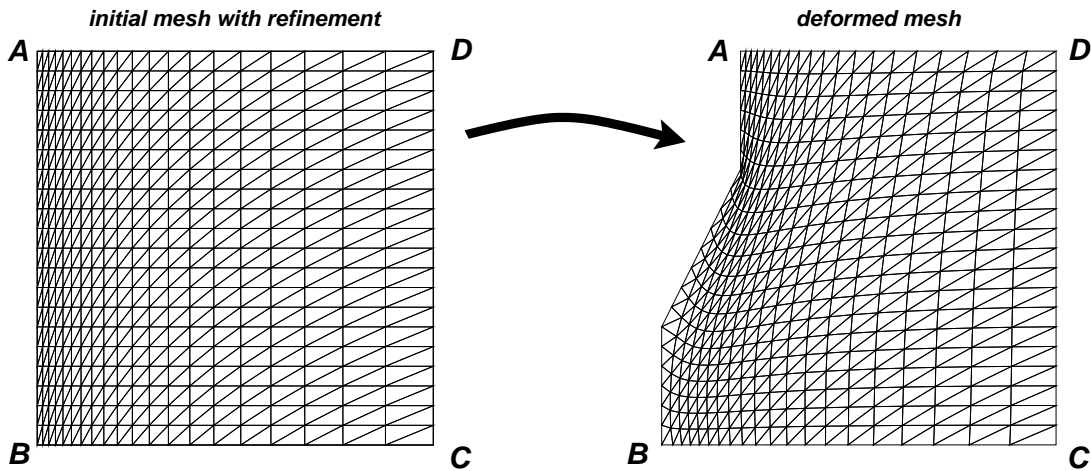 initial mesh with refinement
deformed mesh
A
D
A
D
B
C
B
C